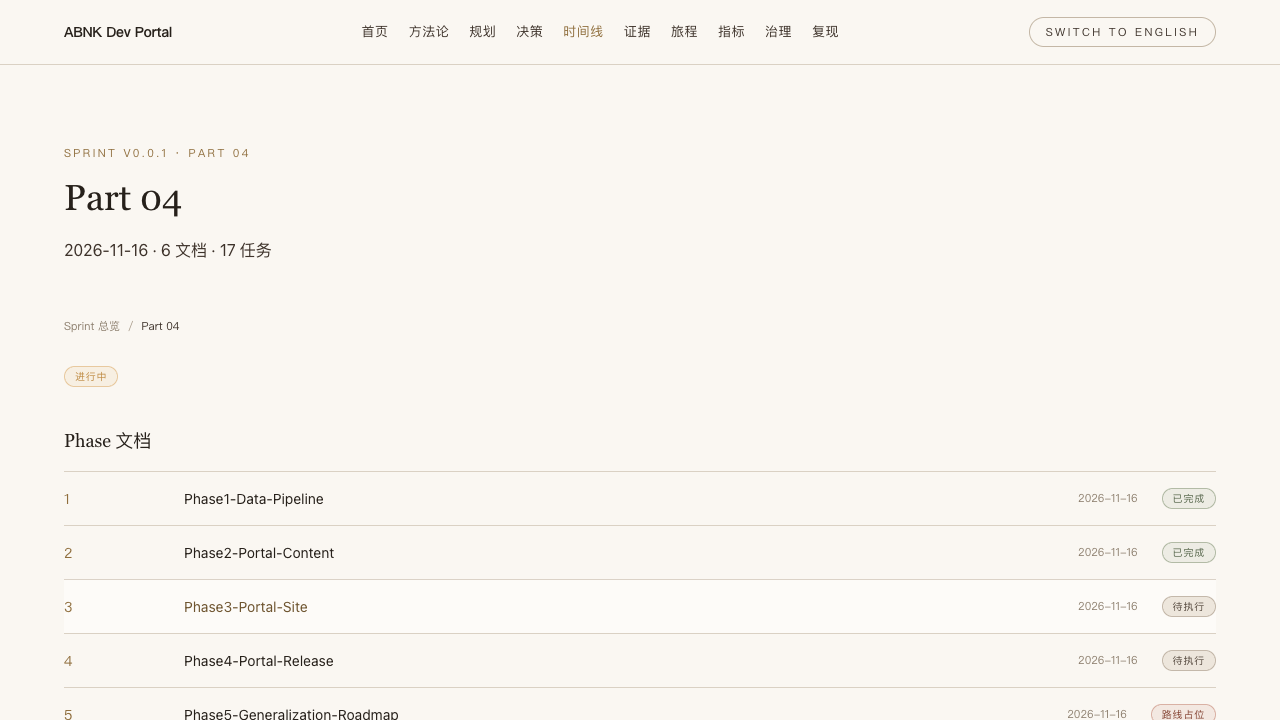 ABNK Dev Portal
首页 方法论 规划 决策 时间线 证据 旅程 指标 治理 复现
SWITCH TO ENGLISH
SPRINT V0.0.1 · PART 04
Part 04
2026-11-16 · 6 文档 · 17 任务
Sprint 总览 / Part 04
进行中
Phase 文档
1 Phase1-Data-Pipeline 2026-11-16 已完成
2 Phase2-Portal-Content 2026-11-16 已完成
3 Phase3-Portal-Site 2026-11-16 待执行
4 Phase4-Portal-Release 2026-11-16 待执行
5 Phase5-Generalization-Roadmap 2026-11-16 路线占位